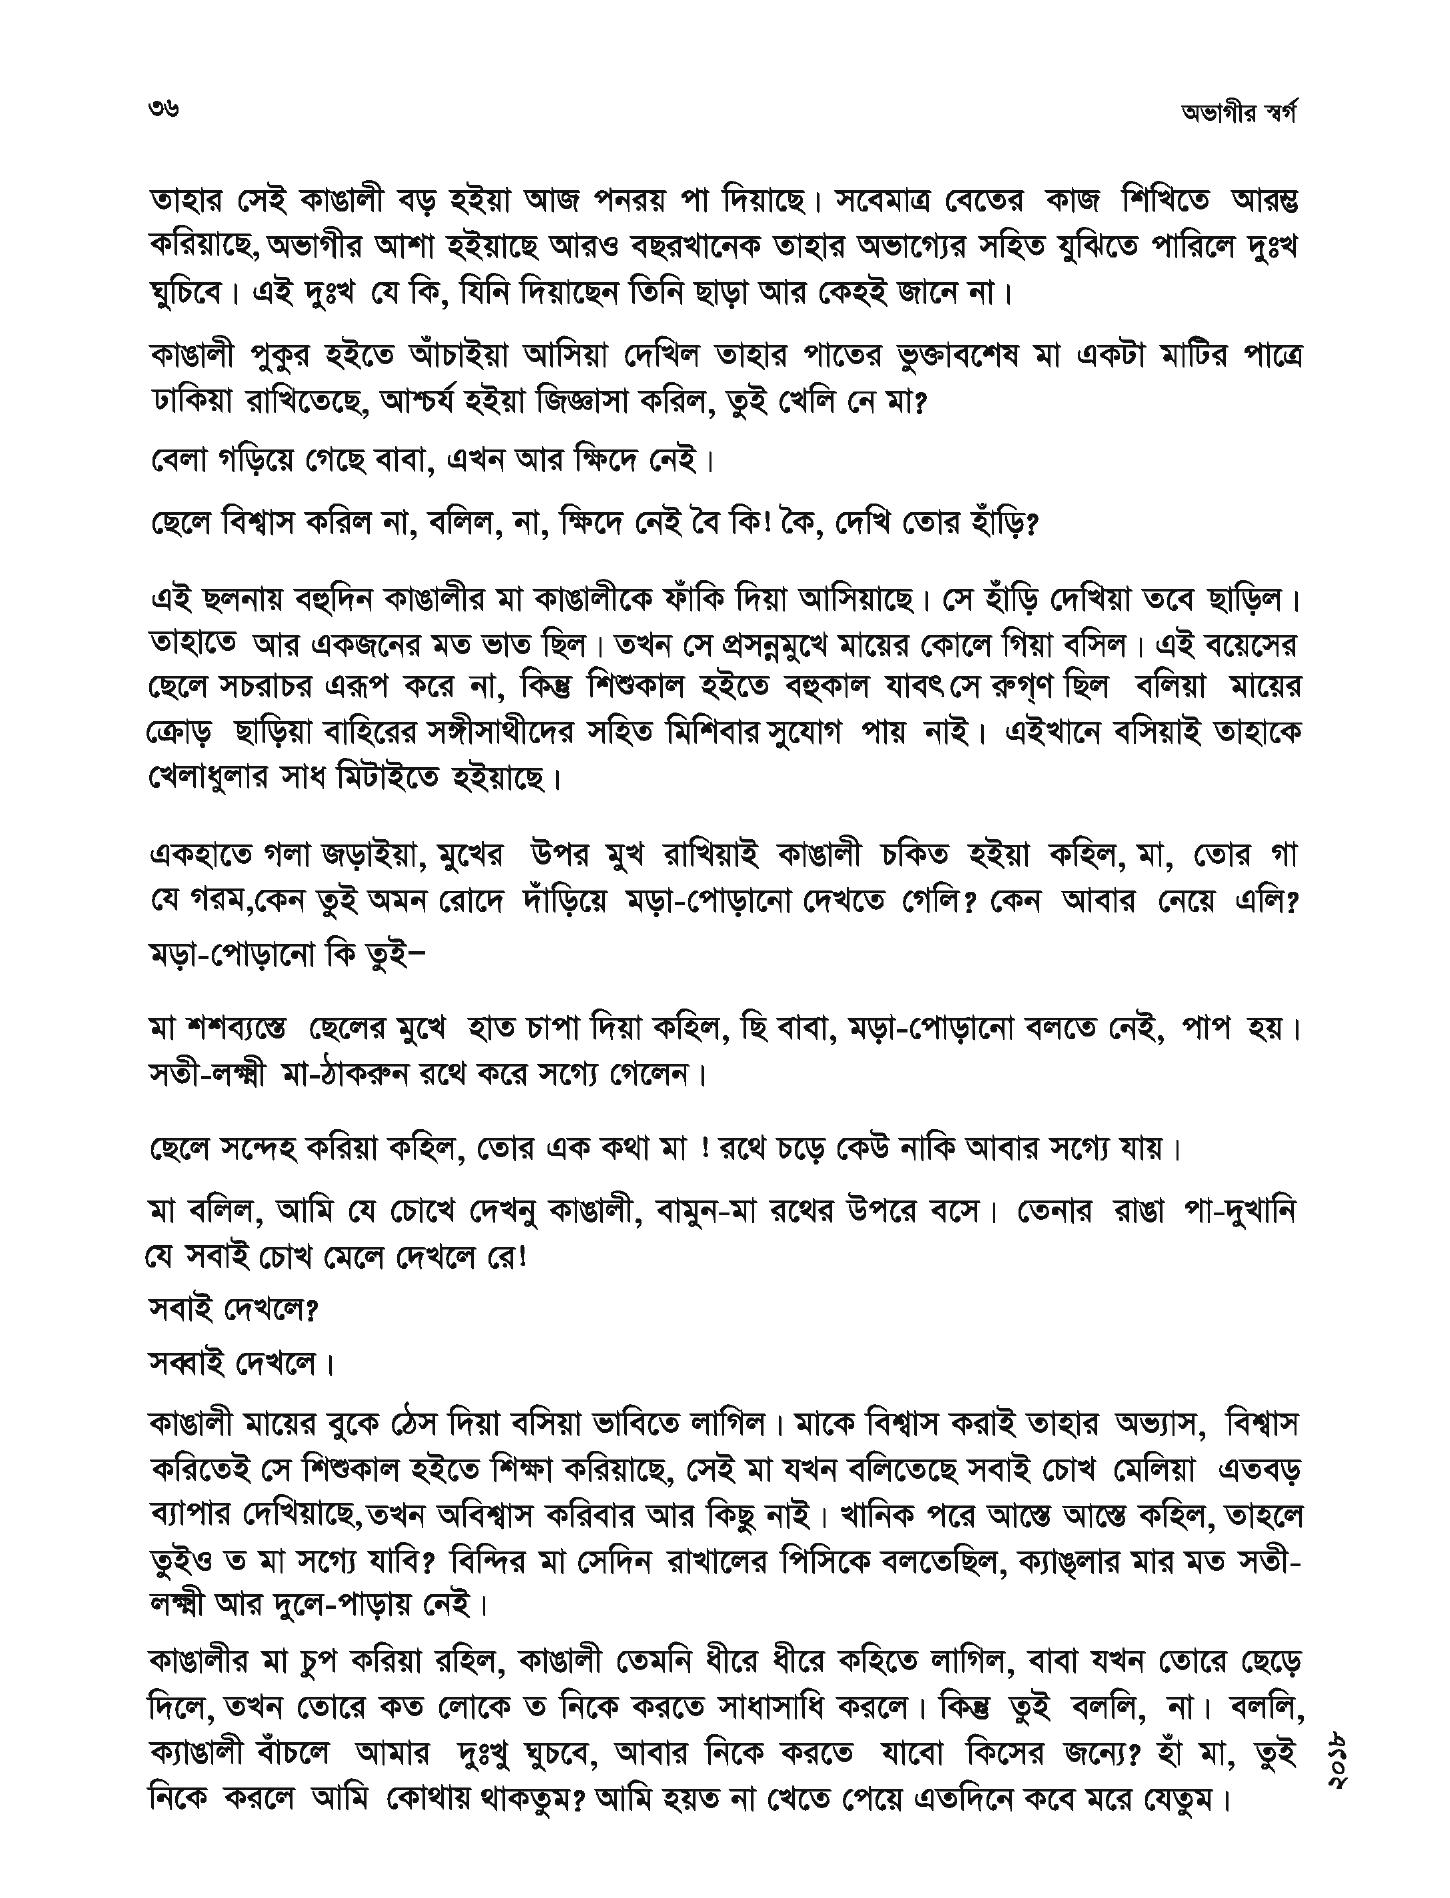 ৩৬
অভাগীর স্বর্গ
তাহার সেই কাঙালী বড় হইয়া আজ পনরয় পা দিয়াছে। সবেমাত্র বেতের কাজ শিখিতে আরম্ভ
করিয়াছে, অভাগীর আশা হইয়াছে আরও বছরখানেক তাহার অভাগ্যের সহিত যুঝিতে পারিলে দুঃখ
ঘুচিবে। এই দুঃখ যে কি, যিনি দিয়াছেন তিনি ছাড়া আর কেহই জানে না।
কাঙালী পুকুর হইতে আঁচাইয়া আসিয়া দেখিল তাহার পাতের ভুক্তাবশেষ মা একটা মাটির পাত্রে
ঢাকিয়া রাখিতেছে, আশ্চর্য হইয়া জিজ্ঞাসা করিল, তুই খেলি নে মা?
বেলা গড়িয়ে গেছে বাবা, এখন আর ক্ষিদে নেই।
ছেলে বিশ্বাস করিল না, বলিল, না, ক্ষিদে নেই বৈ কি! কৈ, দেখি তোর হাঁড়ি?
এই ছলনায় বহুদিন কাঙালীর মা কাঙালীকে ফাঁকি দিয়া আসিয়াছে। সে হাঁড়ি দেখিয়া তবে ছাড়িল।
তাহাতে আর একজনের মত ভাত ছিল। তখন সে প্রসন্নমুখে মায়ের কোলে গিয়া বসিল। এই বয়েসের
ছেলে সচরাচর এরূপ করে না, কিন্তু শিশুকাল হইতে বহুকাল যাবৎ সে রুগ্‌ণ ছিল বলিয়া মায়ের
ক্রোড় ছাড়িয়া বাহিরের সঙ্গীসাথীদের সহিত মিশিবার সুযোগ পায় নাই। এইখানে বসিয়াই তাহাকে
খেলাধুলার সাধ মিটাইতে হইয়াছে।
একহাতে গলা জড়াইয়া, মুখের উপর মুখ রাখিয়াই কাঙালী চকিত হইয়া কহিল, মা, তোর গা
যে গরম,কেন তুই অমন রোদে দাঁড়িয়ে মড়া-পোড়ানো দেখতে গেলি? কেন আবার নেয়ে এলি?
মড়া-পোড়ানো কি তুই–
মা শশব্যস্তে ছেলের মুখে হাত চাপা দিয়া কহিল, ছি বাবা, মড়া-পোড়ানো বলতে নেই, পাপ হয়।
সতী-লক্ষ্মী মা-ঠাকরুন রথে করে সগ্যে গেলেন।
ছেলে সন্দেহ করিয়া কহিল, তোর এক কথা মা ! রথে চড়ে কেউ নাকি আবার সগ্যে যায়।
মা বলিল, আমি যে চোখে দেখনু কাঙালী, বামুন-মা রথের উপরে বসে। তেনার রাঙা পা-দুখানি
যে সবাই চোখ মেলে দেখলে রে!
সবাই দেখলে?
সব্বাই দেখলে।
কাঙালী মায়ের বুকে ঠেস দিয়া বসিয়া ভাবিতে লাগিল। মাকে বিশ্বাস করাই তাহার অভ্যাস, বিশ্বাস
করিতেই সে শিশুকাল হইতে শিক্ষা করিয়াছে, সেই মা যখন বলিতেছে সবাই চোখ মেলিয়া এতবড়
ব্যাপার দেখিয়াছে,তখন অবিশ্বাস করিবার আর কিছু নাই। খানিক পরে আস্তে আস্তে কহিল, তাহলে
তুইও ত মা সগ্যে যাবি? বিন্দির মা সেদিন রাখালের পিসিকে বলতেছিল, ক্যাঙ্‌লার মার মত সতী-
লক্ষ্মী আর দুলে-পাড়ায় নেই।
কাঙালীর মা চুপ করিয়া রহিল, কাঙালী তেমনি ধীরে ধীরে কহিতে লাগিল, বাবা যখন তোরে ছেড়ে
দিলে, তখন তোরে কত লোকে ত নিকে করতে সাধাসাধি করলে। কিন্তু তুই বললি, না। বললি,
ক্যাঙালী বাঁচলে আমার দুঃখু ঘুচবে, আবার নিকে করতে যাবো কিসের জন্যে? হাঁ মা, তুই
নিকে করলে আমি কোথায় থাকতুম? আমি হয়ত না খেতে পেয়ে এতদিনে কবে মরে যেতুম।
২০১৮